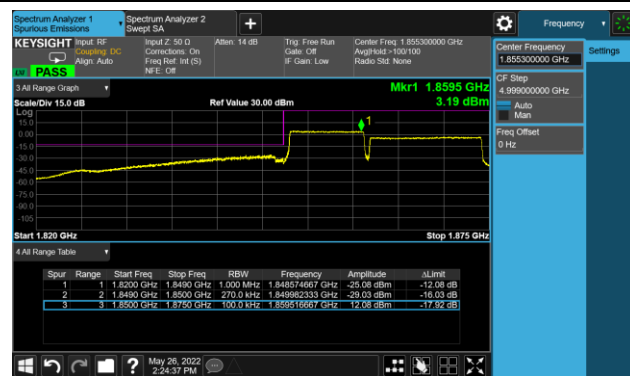 Spectrum Analyzer 1
Spurious Emissions
Spectrum Analyzer 2
Swept SA
Frequency
KEYSIGHT
Input: RF
Coupling: DC
Align: Auto
Input Z: 50 Ω
Corrections: On
Freq Ref: Int (S)
NFE: Off
Atten: 14 dB
Trig: Free Run
Gate: Off
IF Gain: Low
Center Freq: 1.855300000 GHz
Avg|Hold:>100/100
Radio Std: None
PASS
Center Frequency
1.855300000 GHz
Settings
CF Step
4.999000000 GHz
Auto
Man
Freq Offset
0 Hz
3 All Range Graph
Mkr1 1.8595 GHz
Scale/Div 15.0 dB
Ref Value 30.00 dBm
3.19 dBm
Log
15.0
0.00
-15.0
-30.0
-45.0
-60.0
-75.0
-90.0
-105
1
Start 1.820 GHz
Stop 1.875 GHz
4 All Range Table
Spur Range Start Freq Stop Freq RBW Frequency Amplitude ΔLimit
1 1 1.8200 GHz 1.8490 GHz 1.000 MHz 1.848574667 GHz -25.08 dBm -12.08 dB
2 2 1.8490 GHz 1.8500 GHz 270.0 kHz 1.849982333 GHz -29.03 dBm -16.03 dB
3 3 1.8500 GHz 1.8750 GHz 100.0 kHz 1.859516667 GHz 12.08 dBm -17.92 dB
May 26, 2022
2:24:37 PM